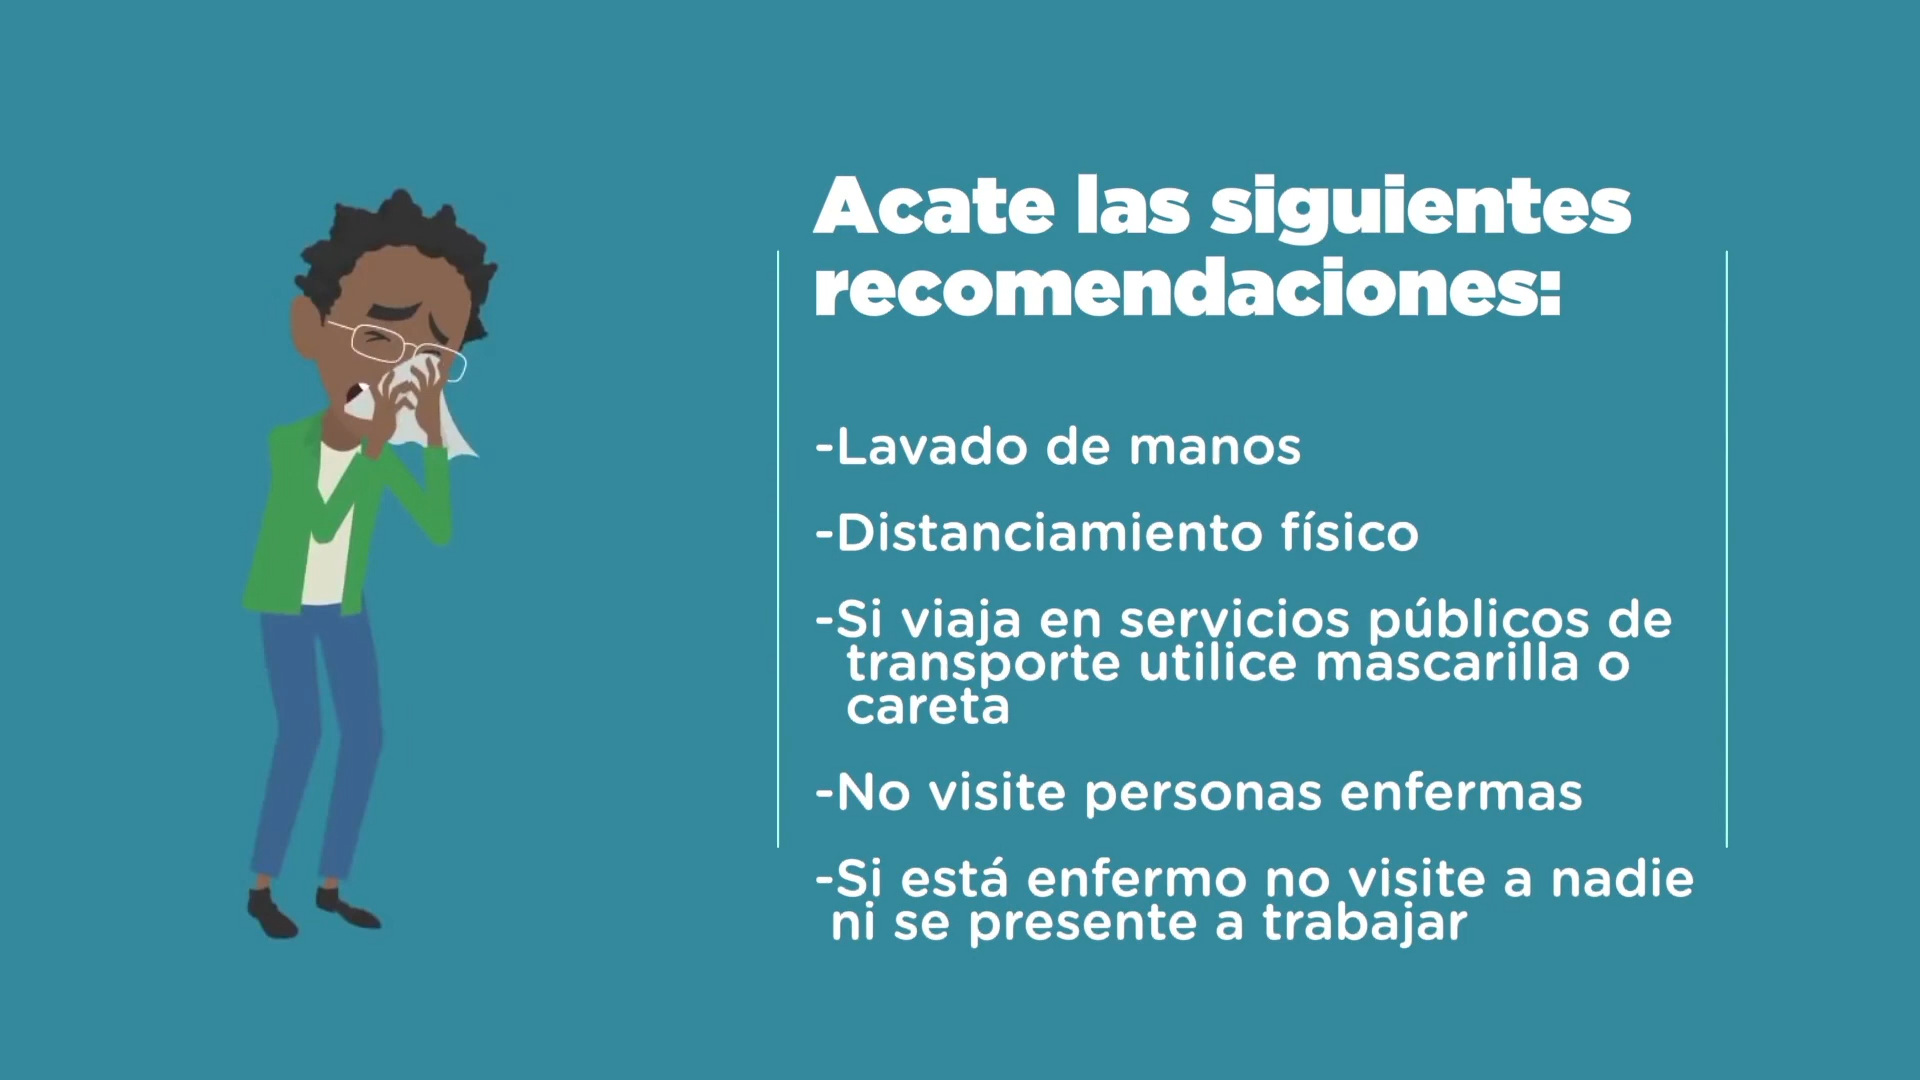 Acate las siguientes
recomendaciones:
-Lavado de manos
-Distanciamiento físico
-Si viaja en servicios públicos de
transporte utilice mascarilla o
careta
-No visite personas enfermas
-Si está enfermo no visite a nadie
ni se presente a trabajar